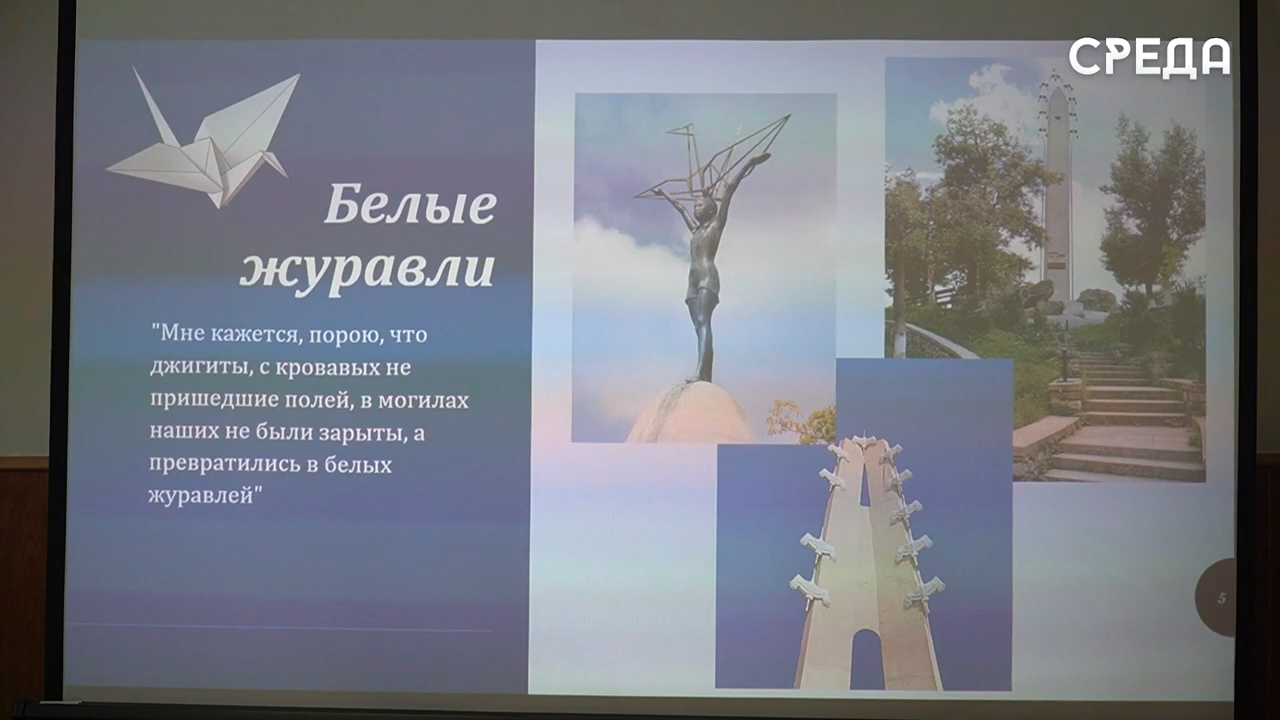 СРЕДА
Белые
журавли
"Мне кажется, порою, что
джигиты, с кровавых не
пришедшие полей, в могилах
наших не были зарыты, а
превратились в белых
журавлей"
5